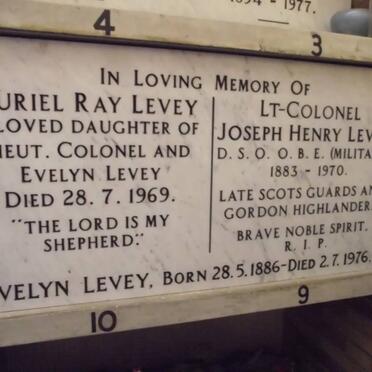 1894 - 1977.
4
3
IN LOVING MEMORY OF
URIEL RAY LEVEY
LOVED DAUGHTER OF
IEUT. COLONEL AND
EVELYN LEVEY
DIED 28. 7. 1969.
"THE LORD IS MY
SHEPHERD."
LT-COLONEL
JOSEPH HENRY LEV
D. S. O. O. B. E. (MILITA
1883 - 1970.
LATE SCOTS GUARDS AN
GORDON HIGHLANDER
BRAVE NOBLE SPIRIT.
R. I. P.
VELYN LEVEY, BORN 28.5.1886-DIED 2.7.1976.
10
9